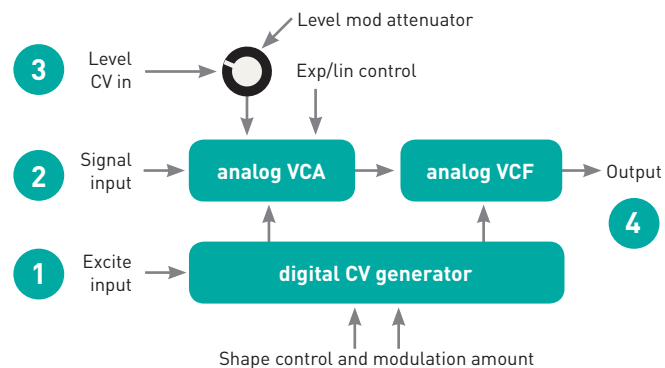 Level mod attenuator
3
Level
CV in
Exp/lin control
2
Signal
input
analog VCA
analog VCF
Output
4
1
Excite
input
digital CV generator
Shape control and modulation amount